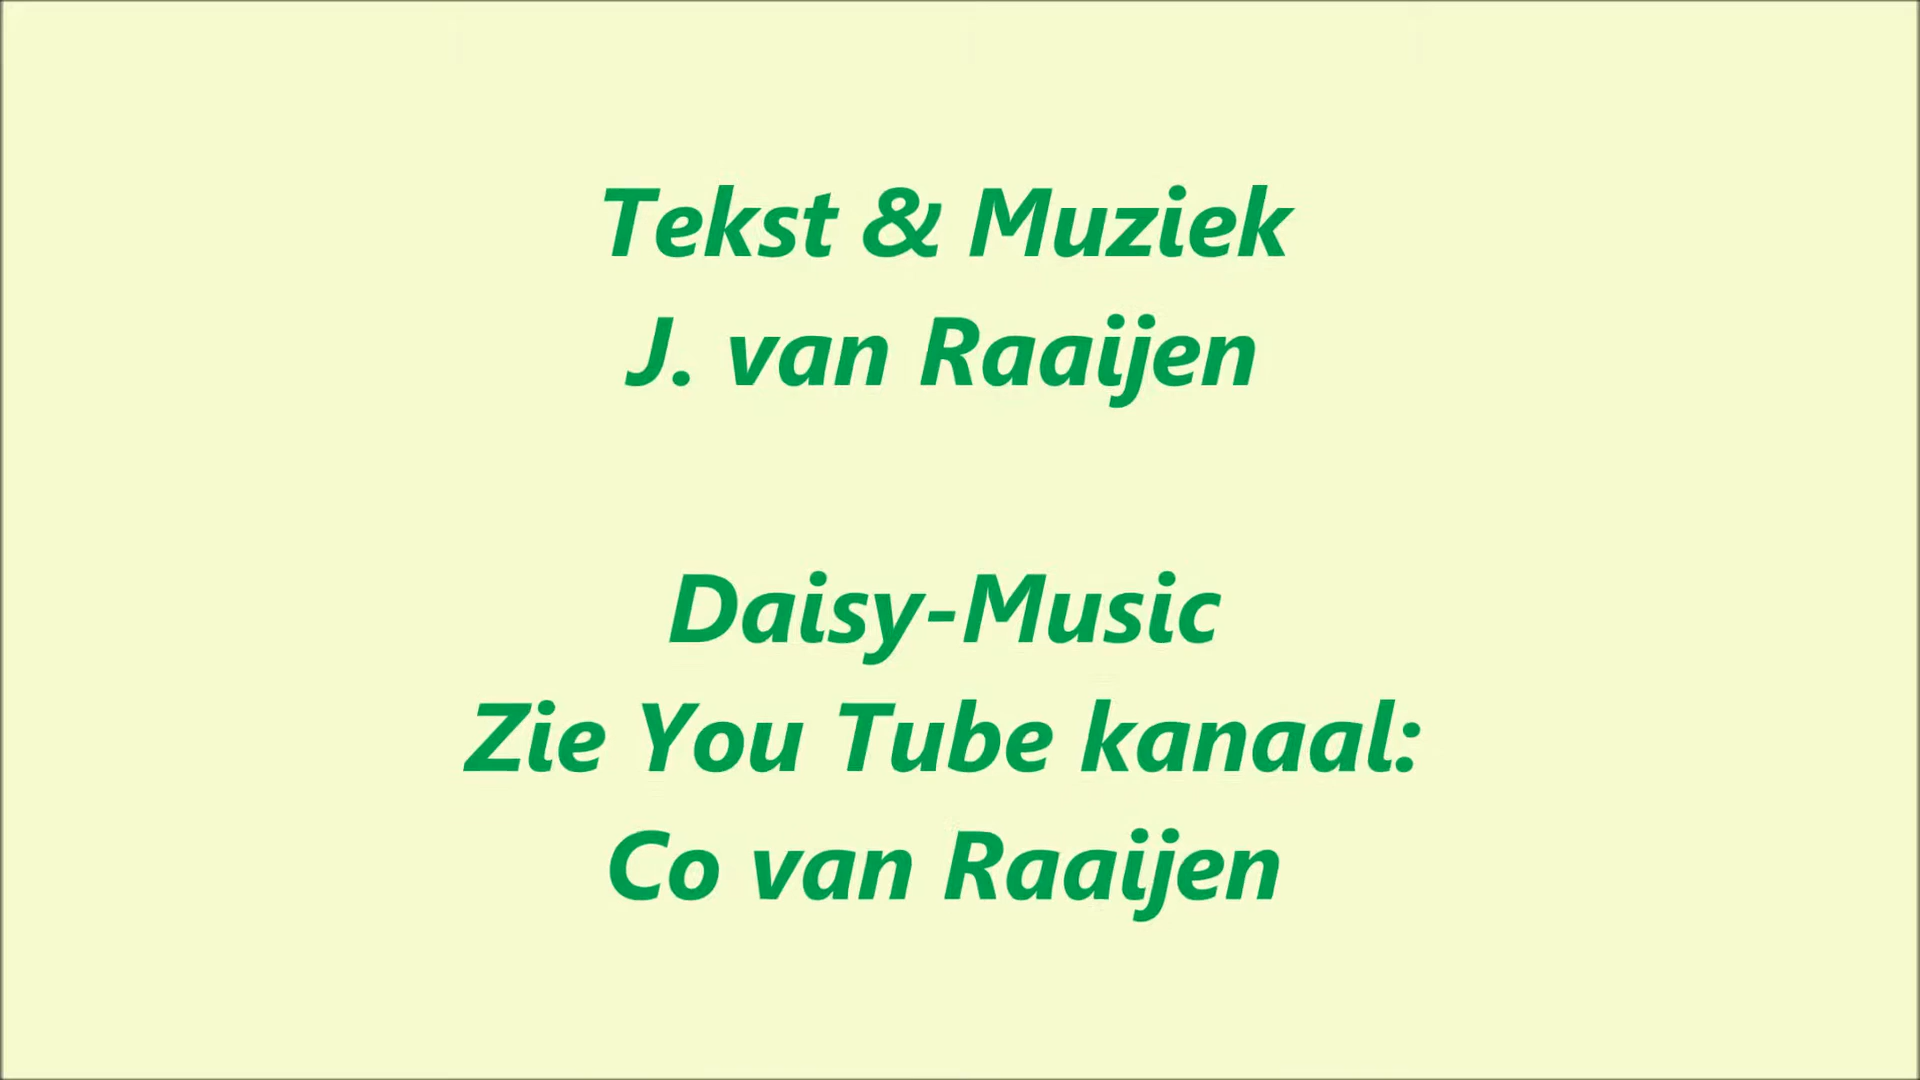 Tekst & Muziek
J. van Raaijen
Daisy-Music
Zie You Tube kanaal:
Co van Raaijen